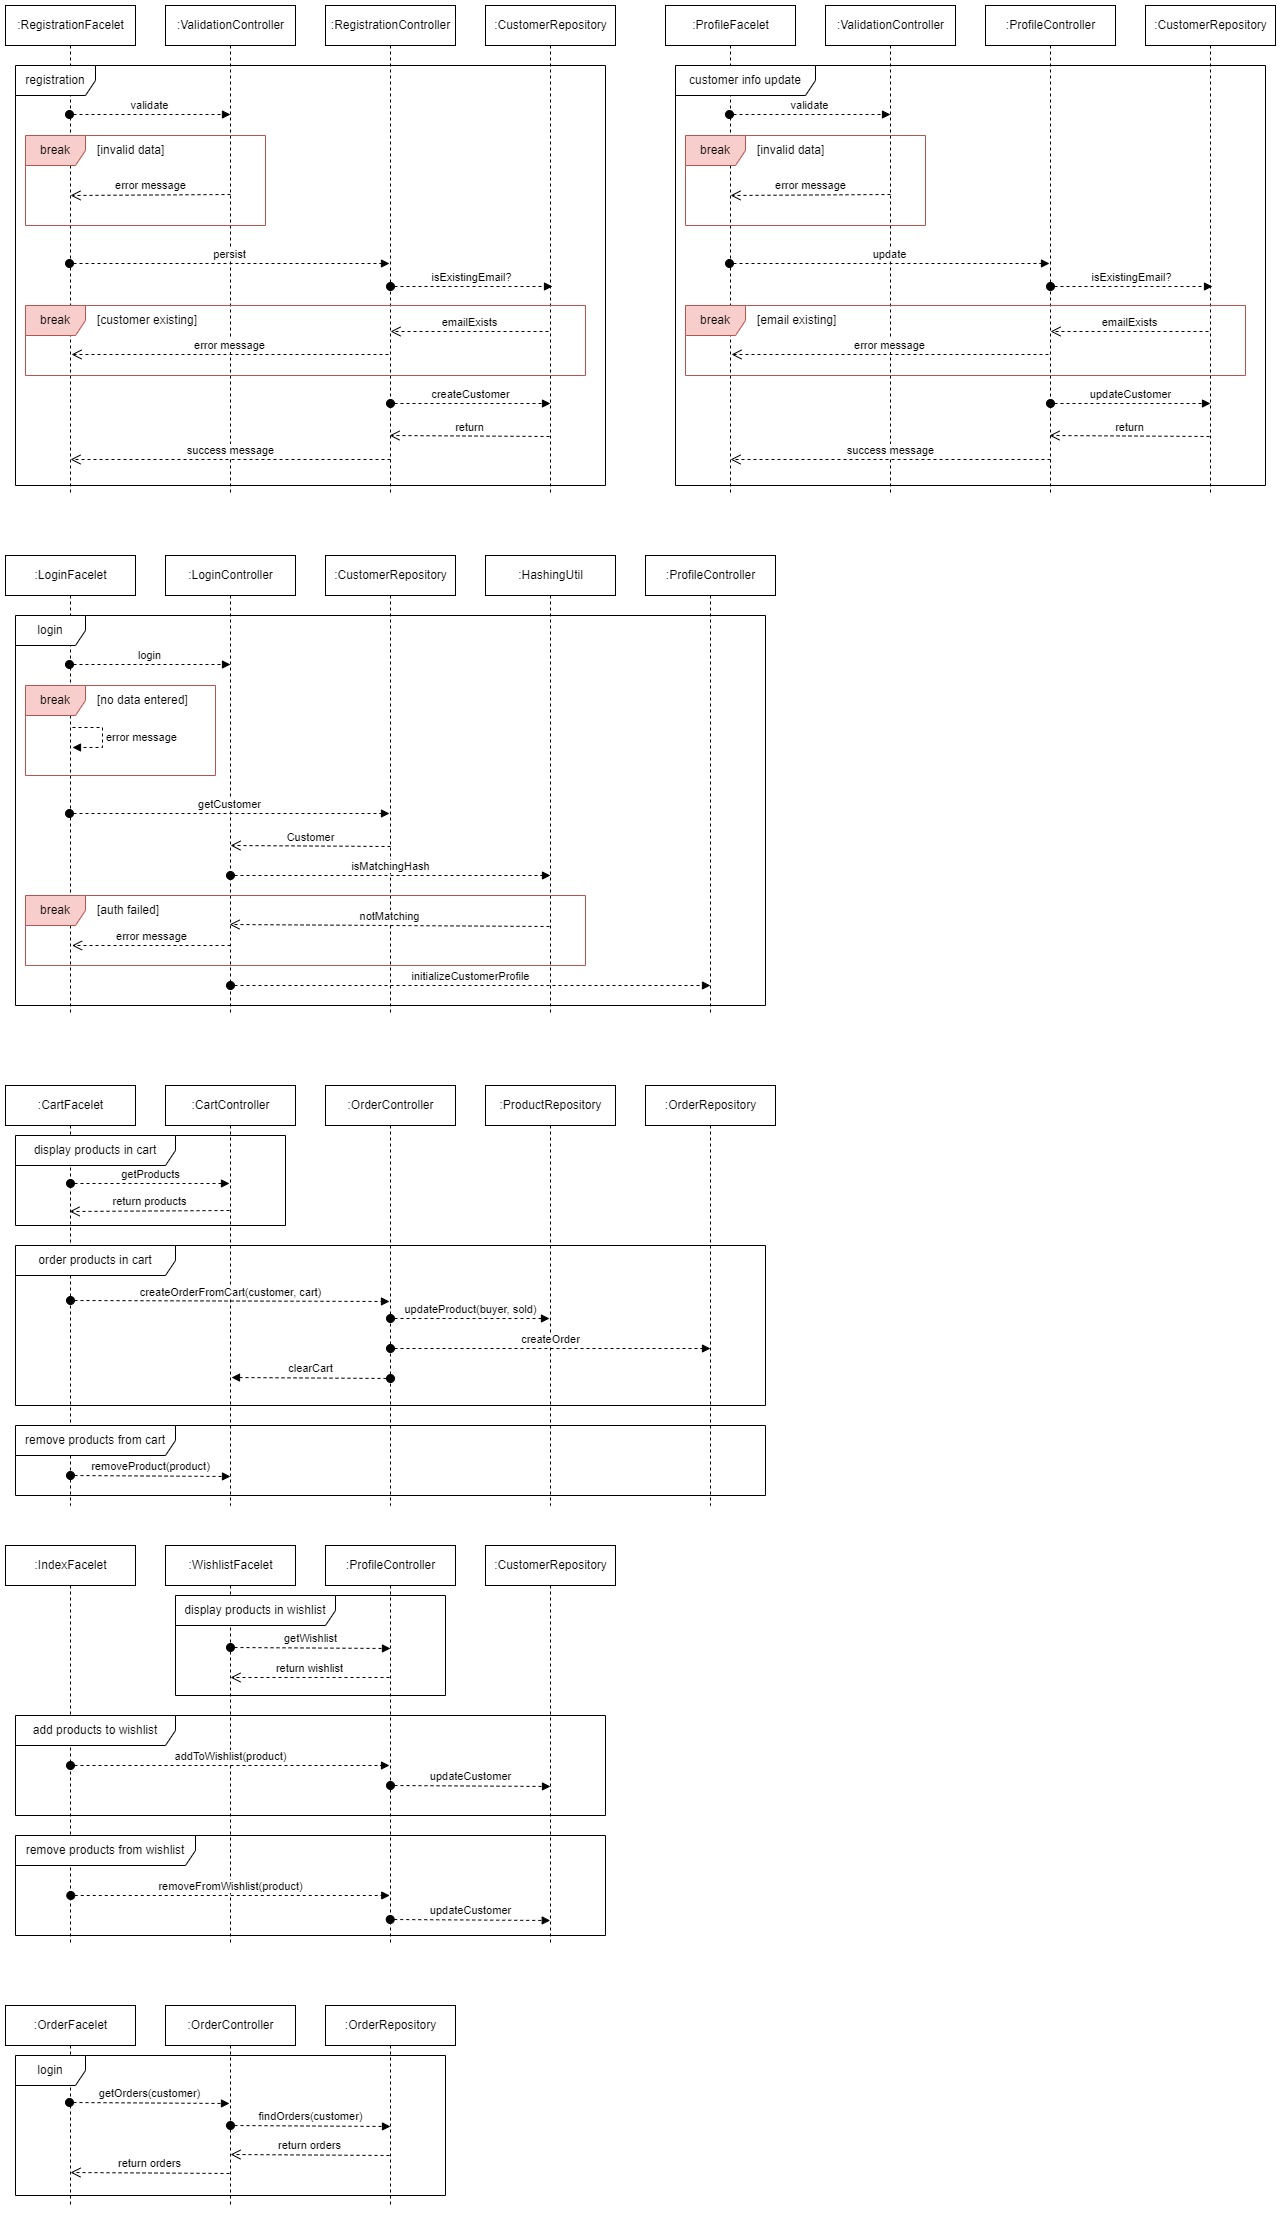 :RegistrationFacelet
:ValidationController
:RegistrationController
:CustomerRepository
registration
validate
break
[invalid data]
error message
persist
isExistingEmail?
break
[customer existing]
emailExists
error message
createCustomer
return
success message
:ProfileFacelet
:ValidationController
:ProfileController
:CustomerRepository
customer info update
validate
break
[invalid data]
error message
update
isExistingEmail?
break
[email existing]
emailExists
error message
updateCustomer
return
success message
:LoginFacelet
:LoginController
:CustomerRepository
:HashingUtil
:ProfileController
login
login
break
[no data entered]
error message
getCustomer
Customer
isMatchingHash
break
[auth failed]
notMatching
error message
initializeCustomerProfile
:CartFacelet
:CartController
:OrderController
:ProductRepository
:OrderRepository
display products in cart
getProducts
return products
order products in cart
createOrderFromCart(customer, cart)
updateProduct(buyer, sold)
createOrder
clearCart
remove products from cart
removeProduct(product)
:IndexFacelet
:WishlistFacelet
:ProfileController
:CustomerRepository
display products in wishlist
getWishlist
return wishlist
add products to wishlist
addToWishlist(product)
updateCustomer
remove products from wishlist
removeFromWishlist(product)
updateCustomer
:OrderFacelet
:OrderController
:OrderRepository
login
getOrders(customer)
findOrders(customer)
return orders
return orders